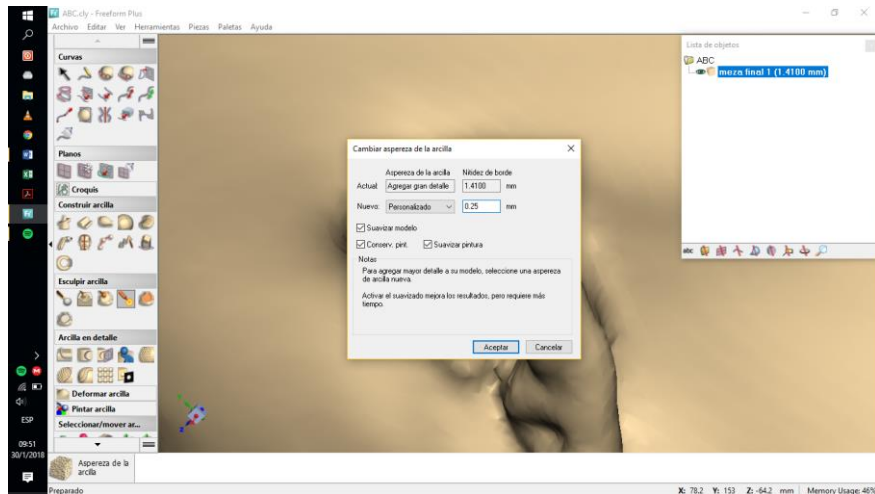 ABC.cly - Freeform Plus
Archivo Editar Ver Herramientas Piezas Paletas Ayuda
Curvas
Planos
Croquis
Construir arcilla
Esculpir arcilla
Arcilla en detalle
Deformar arcilla
Pintar arcilla
Seleccionar/mover ar...
Aspereza de la
arcilla
Preparado
Cambiar aspereza de la arcilla
Aspereza de la arcilla Nitidez de borde
Actual: Agregar gran detalle 1.4100 mm
Nuevo: Personalizado 0.25 mm
Suavizar modelo
Conserv. pint. Suavizar pintura
Notas
Para agregar mayor detalle a su modelo, seleccione una aspereza
de arcilla nueva.
Activar el suavizado mejora los resultados, pero requiere más
tiempo.
Aceptar Cancelar
Lista de objetos
ABC
muza final 1 (1.4100 mm)
abc
ESP
09:51
30/1/2018
X: 78.2 Y: 153 Z: -64.2 mm Memory Usage: 46%